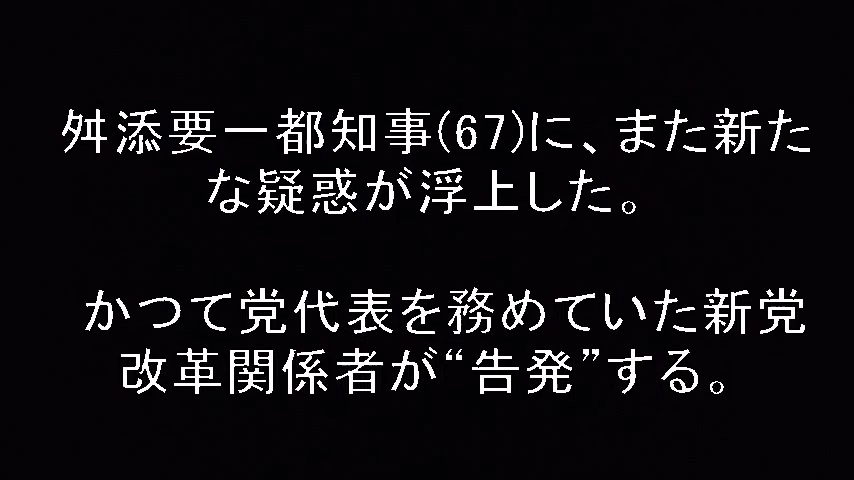 舛添要一都知事(67)に、また新た
な疑惑が浮上した。
かつて党代表を務めていた新党
改革関係者が“告発”する。